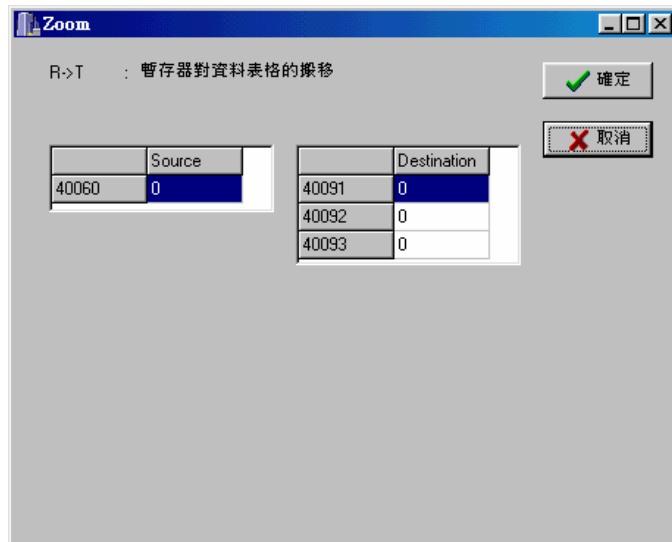 Zoom
R->T : 暫存器對資料表格的搬移
確定
取消
Source
40060 0
Destination
40091 0
40092 0
40093 0